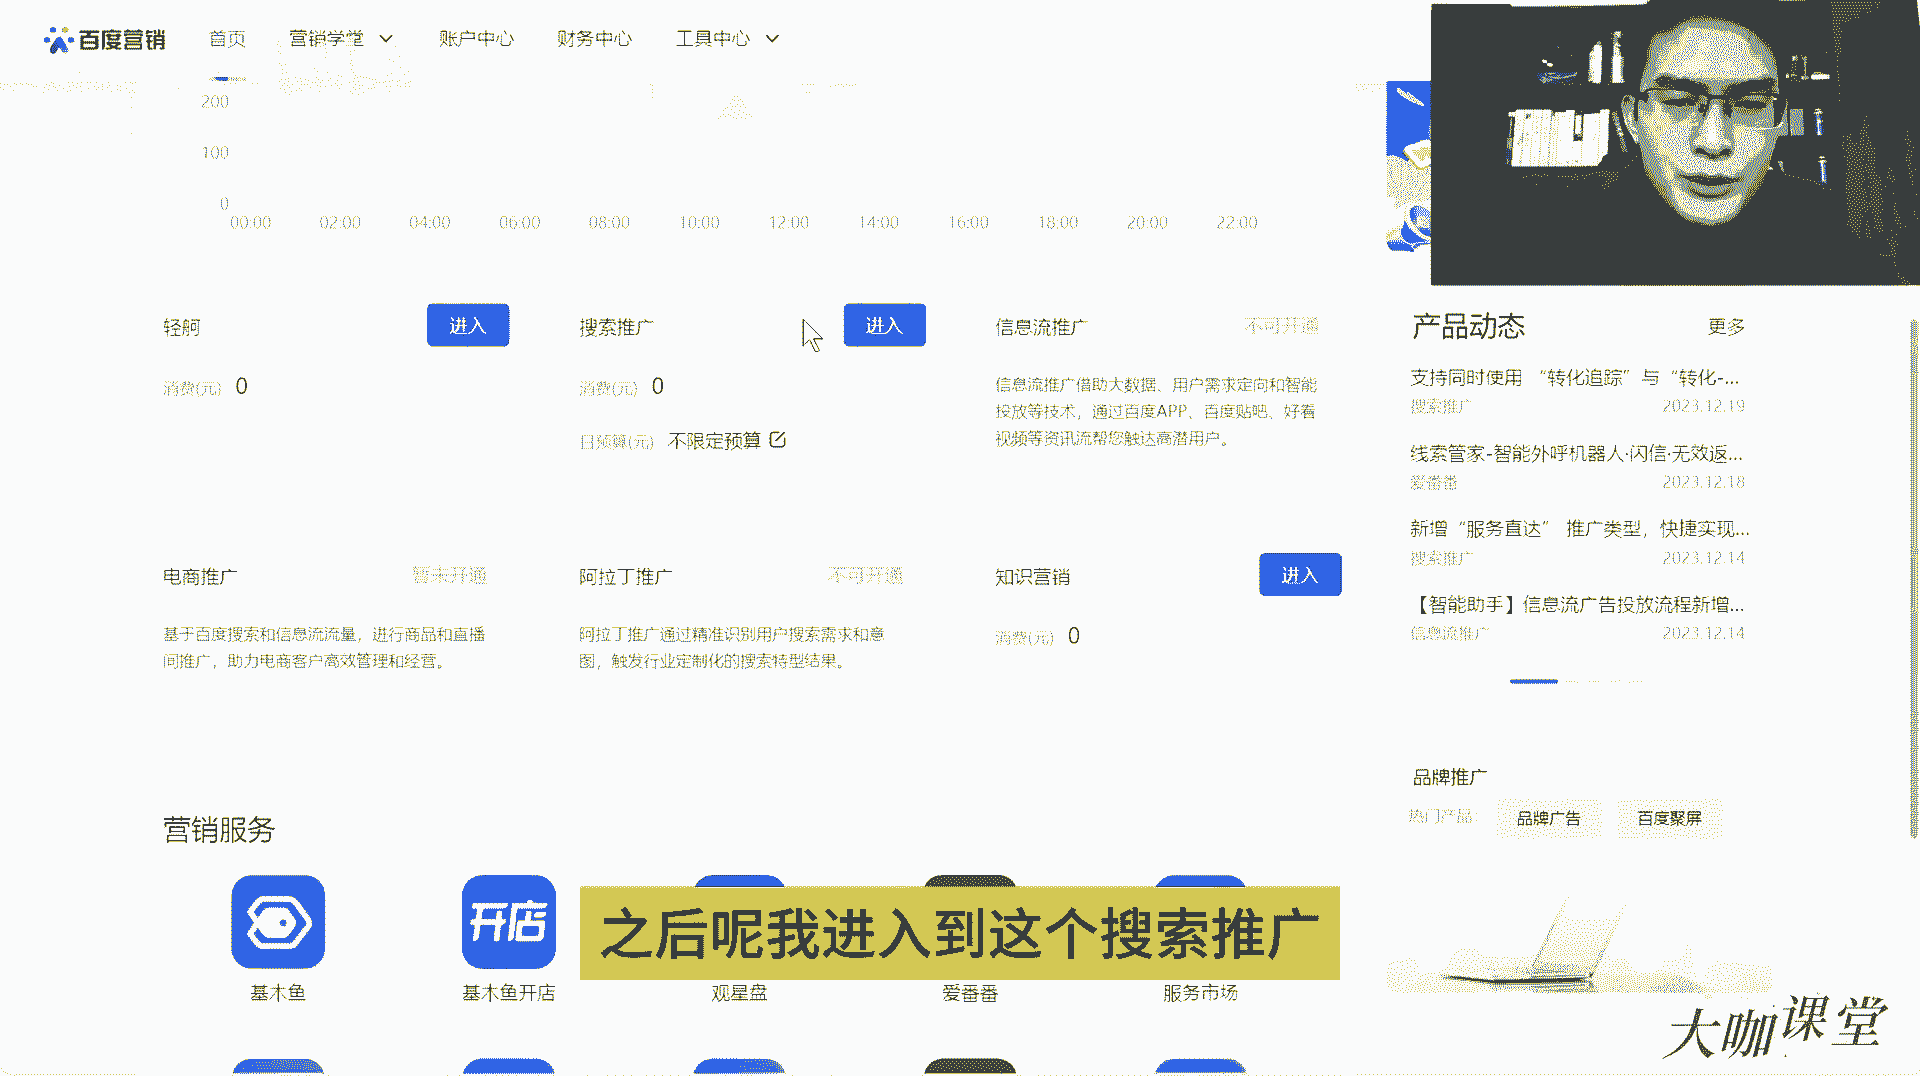 百度营销
首页
营销学堂
账户中心
财务中心
工具中心
200
100
0
00:00 02:00 04:00 06:00 08:00 10:00 12:00 14:00 16:00 18:00 20:00 22:00
轻舸
进入
消费(元) 0
搜索推广
进入
消费(元) 0
日预算(元) 不限定预算
信息流推广
不可开通
信息流推广借助大数据、用户需求定向和智能
投放等技术，通过百度APP、百度贴吧、好看
视频等资讯流帮您触达高潜用户。
产品动态
更多
支持同时使用 “转化追踪”与“转化-...
搜索推广 2023.12.19
线索管家-智能外呼机器人·闪信·无效返...
爱番番 2023.12.18
新增“服务直达” 推广类型，快捷实现...
搜索推广 2023.12.14
【智能助手】信息流广告投放流程新增...
信息流推广 2023.12.14
电商推广
暂未开通
基于百度搜索和信息流流量，进行商品和直播
间推广，助力电商客户高效管理和经营。
阿拉丁推广
不可开通
阿拉丁推广通过精准识别用户搜索需求和意
图，触发行业定制化的搜索特型结果。
知识营销
进入
消费(元) 0
品牌推广
热门产品: 品牌广告 百度聚屏
营销服务
开店
基木鱼
基木鱼开店
观星盘
爱番番
服务市场
之后呢我进入到这个搜索推广
大咖课堂